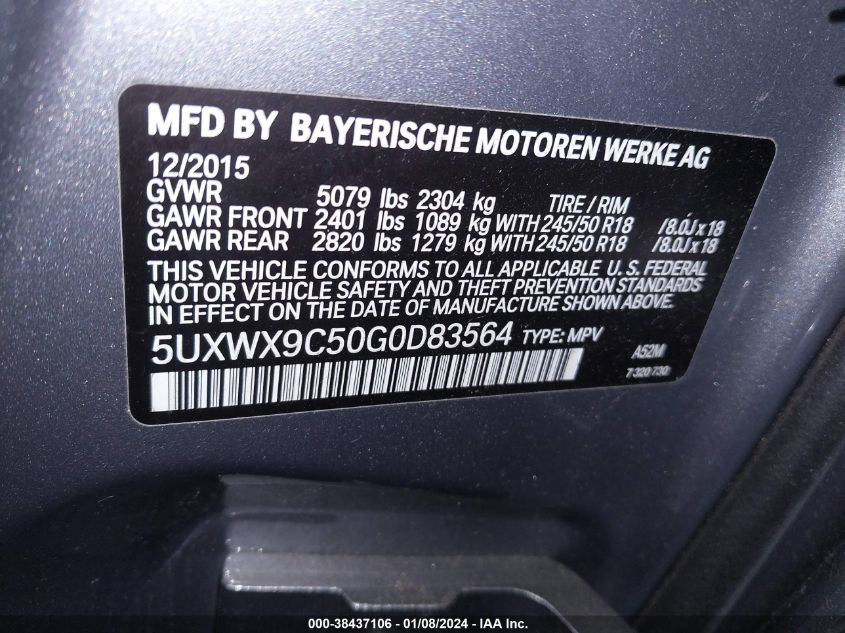 MFD BY BAYERISCHE MOTOREN WERKE AG
12/2015
GVWR 5079 lbs 2304 kg TIRE / RIM
GAWR FRONT 2401 lbs 1089 kg WITH 245/50 R18 /8.0J x 18
GAWR REAR 2820 lbs 1279 kg WITH 245/50 R18 /8.0J x 18
THIS VEHICLE CONFORMS TO ALL APPLICABLE U.S. FEDERAL
MOTOR VEHICLE SAFETY AND THEFT PREVENTION STANDARDS
IN EFFECT ON THE DATE OF MANUFACTURE SHOWN ABOVE.
5UXWX9C50G0D83564 TYPE: MPV
A52M
7 320 730
000-38437106 - 01/08/2024 - IAA Inc.